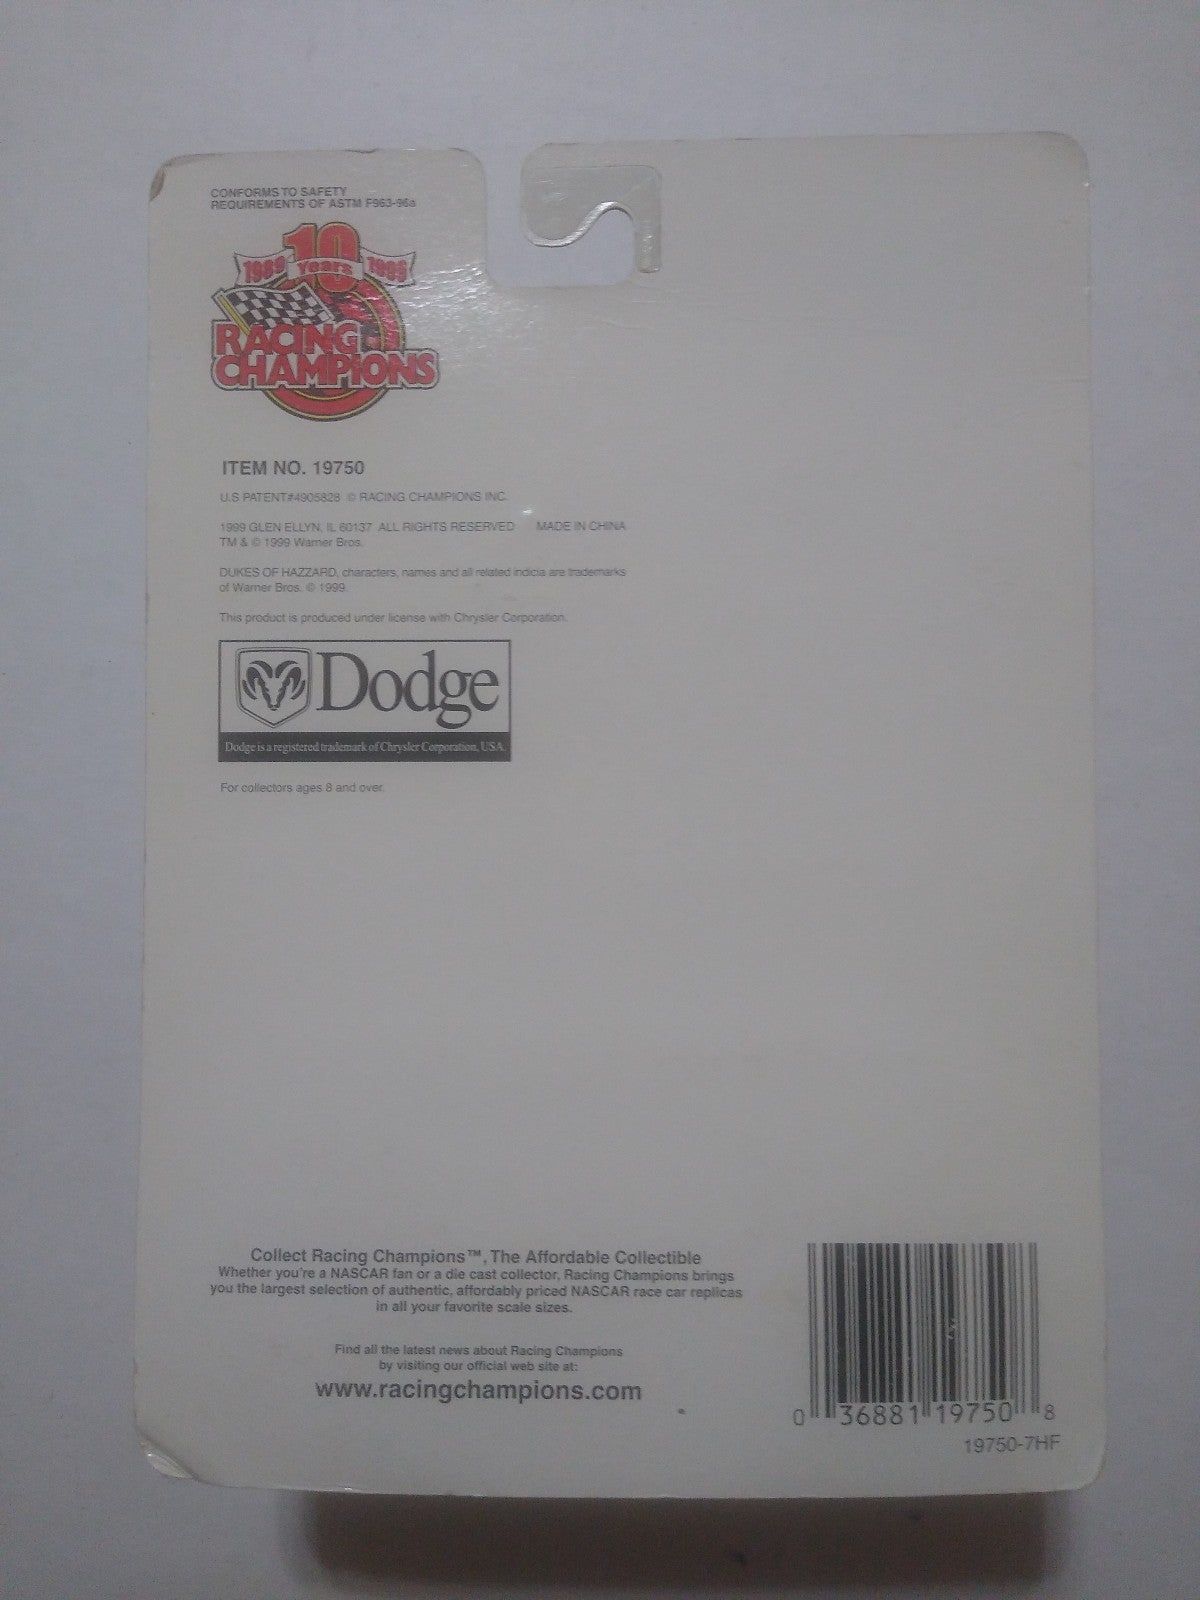 CONFORMS TO SAFETY
REQUIREMENTS OF ASTM F963-96a
10
1989 Years 1999
RACING
CHAMPIONS
ITEM NO. 19750
U.S PATENT#4905828 © RACING CHAMPIONS INC.
1999 GLEN ELLYN, IL 60137 ALL RIGHTS RESERVED MADE IN CHINA
TM & © 1999 Warner Bros.
DUKES OF HAZZARD, characters, names and all related indicia are trademarks
of Warner Bros. © 1999.
This product is produced under license with Chrysler Corporation.
Dodge
Dodge is a registered trademark of Chrysler Corporation, USA.
For collectors ages 8 and over.
Collect Racing Champions™, The Affordable Collectible
Whether you're a NASCAR fan or a die cast collector, Racing Champions brings
you the largest selection of authentic, affordably priced NASCAR race car replicas
in all your favorite scale sizes.
Find all the latest news about Racing Champions
by visiting our official web site at:
www.racingchampions.com
0 36881 19750 8
19750-7HF